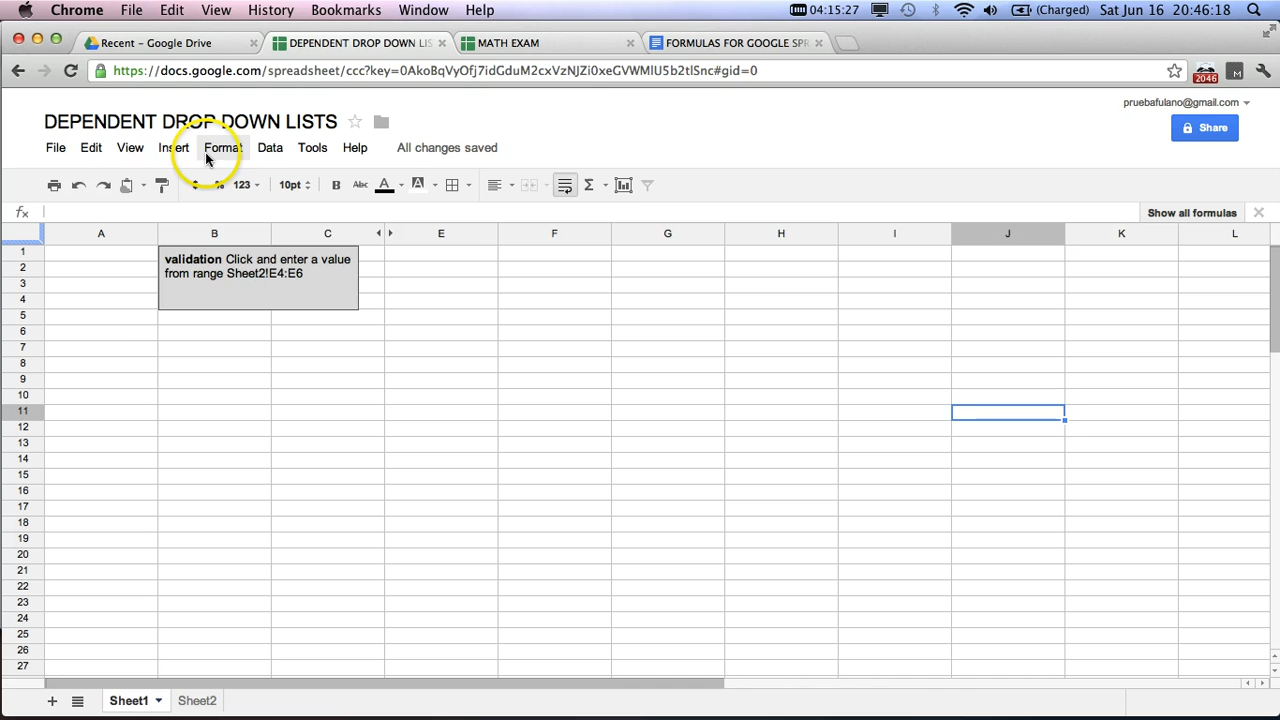 Chrome File Edit View History Bookmarks Window Help 04:15:27 (Charged) Sat Jun 16 20:46:18
Recent – Google Drive × DEPENDENT DROP DOWN LIS × MATH EXAM × FORMULAS FOR GOOGLE SPR ×
https://docs.google.com/spreadsheet/ccc?key=0AkoBqVyOfj7idGduM2cxVzNJZi0xeGVWMlU5b2tlSnc#gid=0
2046 M
pruebafulano@gmail.com
DEPENDENT DROP DOWN LISTS
Share
File Edit View Insert Format Data Tools Help All changes saved
$ % 123 10pt B Abc A A Σ
fx Show all formulas
A B C E F G H I J K L
1
validation Click and enter a value
from range Sheet2!E4:E6
2
3
4
5
6
7
8
9
10
11
12
13
14
15
16
17
18
19
20
21
22
23
24
25
26
27
+ Sheet1 Sheet2